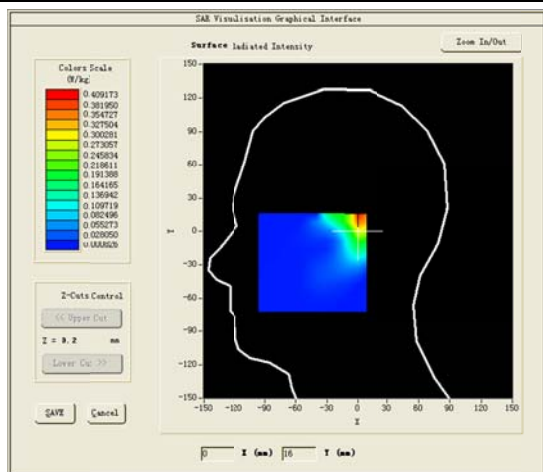 SAR Visualisation Graphical Interface
Surface Radiated Intensity
Zoom In/Out
Colors Scale
(W/kg)
0.409173
0.381950
0.354727
0.327504
0.300281
0.273057
0.245834
0.218611
0.191388
0.164165
0.136942
0.109719
0.082496
0.055273
0.028050
0.000826
150
120
90
60
30
0
-30
-60
-90
-120
-150
Y
-150 -120 -90 -60 -30 0 30 60 90 120 150
X
Z-Cuts Control
<< Upper Cut
Z = 0.2 mm
Lower Cut >>
SAVE Cancel
0 X (mm) 16 Y (mm)